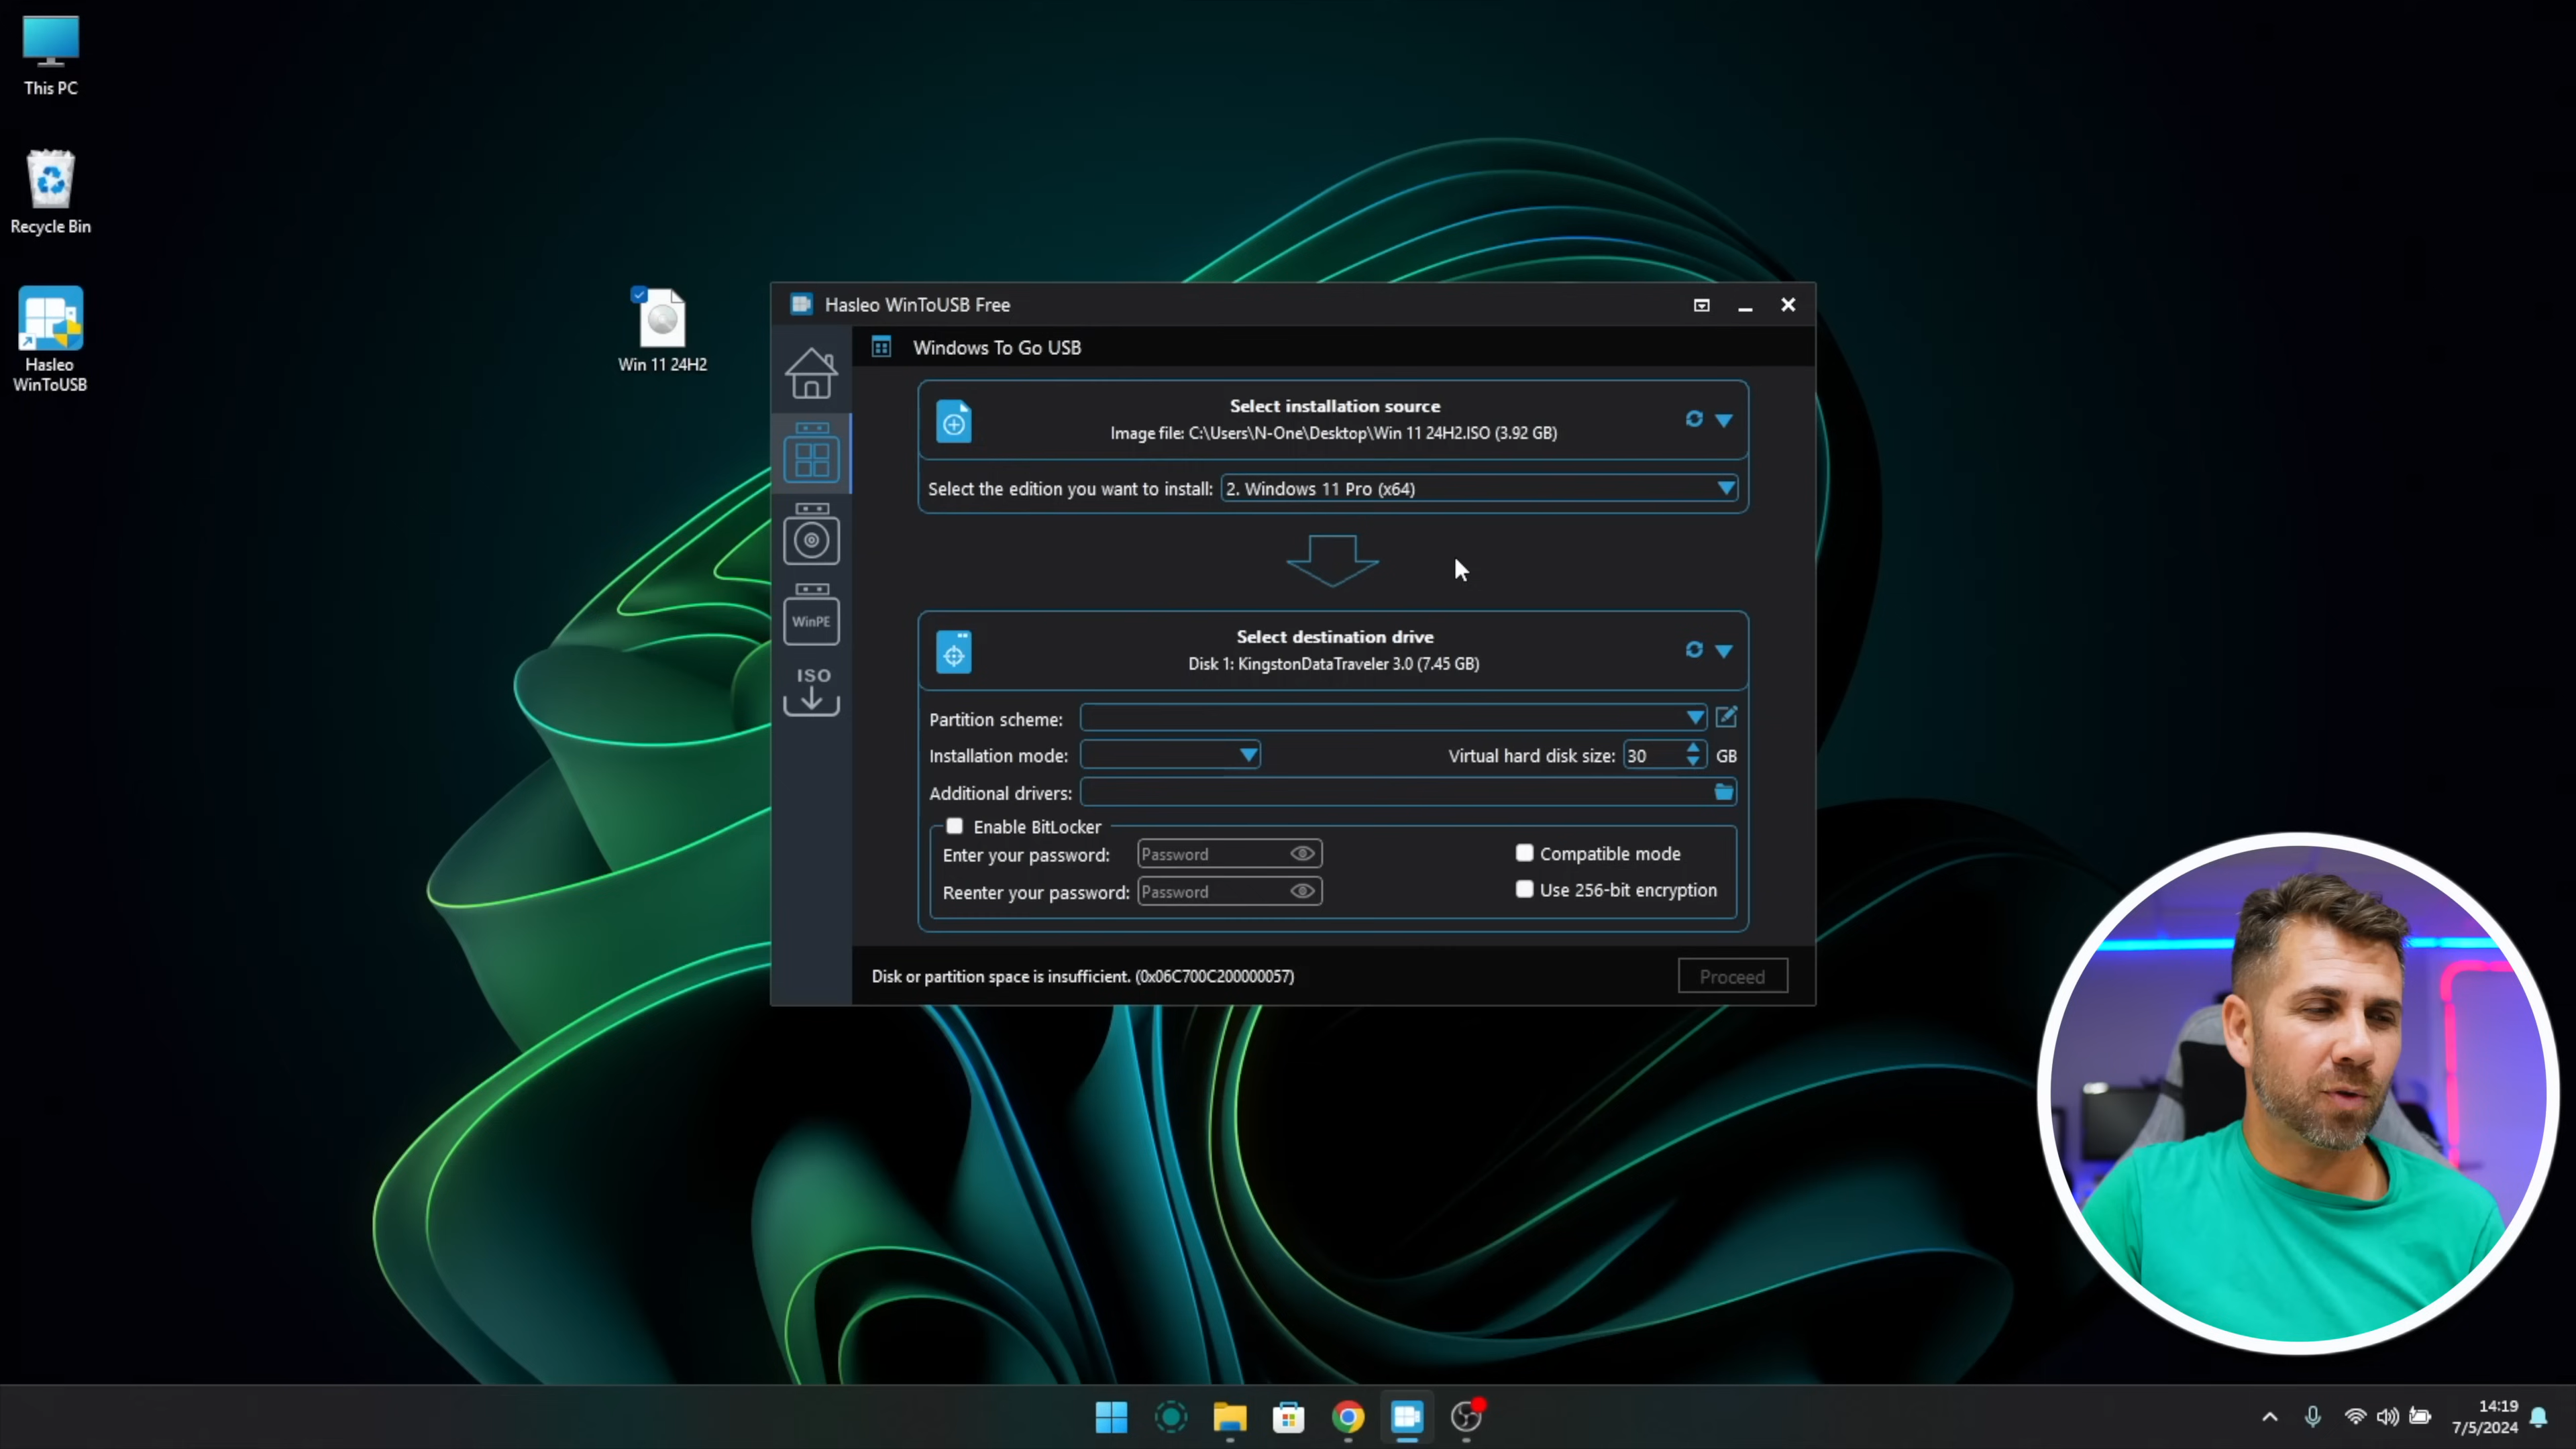 This PC
Recycle Bin
Hasleo
WinToUSB
Win 11 24H2
Hasleo WinToUSB Free
Windows To Go USB
Select installation source
Image file: C:\Users\N-One\Desktop\Win 11 24H2.ISO (3.92 GB)
Select the edition you want to install: 2. Windows 11 Pro (x64)
WinPE
ISO
Select destination drive
Disk 1: KingstonDataTraveler 3.0 (7.45 GB)
Partition scheme:
Installation mode: Virtual hard disk size: 30 GB
Additional drivers:
Enable BitLocker
Enter your password: Password Compatible mode
Reenter your password: Password Use 256-bit encryption
Disk or partition space is insufficient. (0x06C700C200000057) Proceed
14:19
7/5/2024